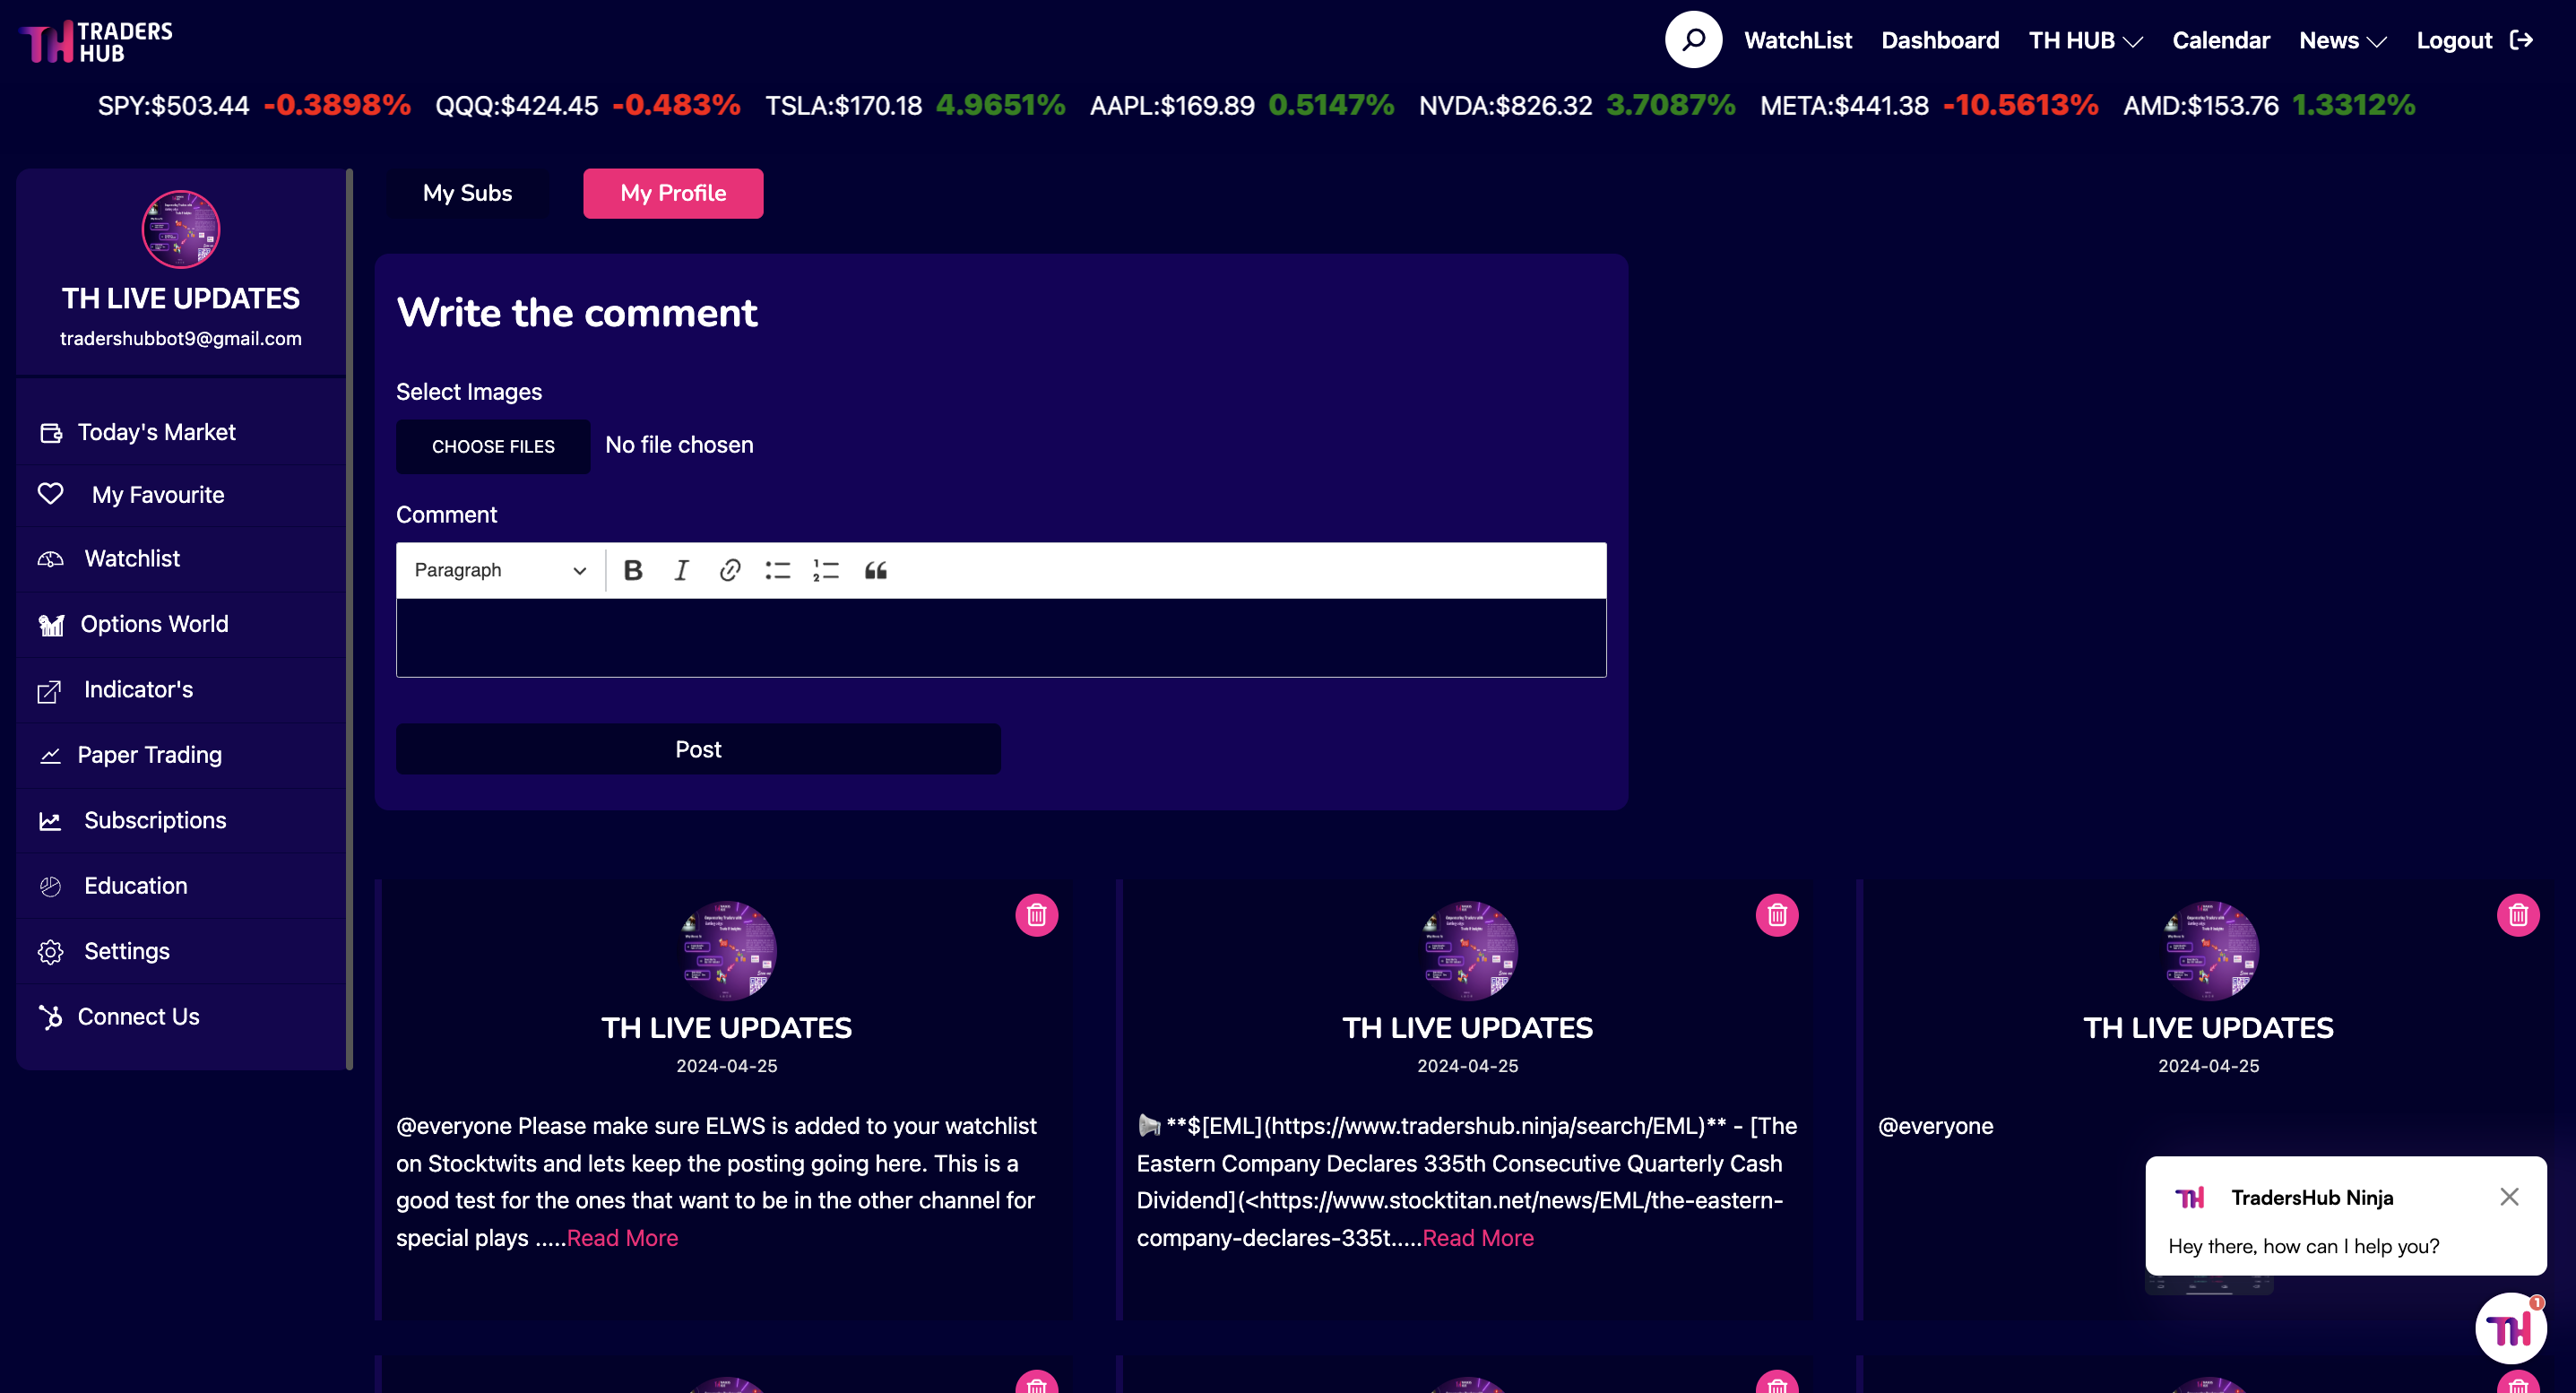 TRADERS
HUB
WatchList Dashboard TH HUB Calendar News Logout
SPY:$503.44 -0.3898% QQQ:$424.45 -0.483% TSLA:$170.18 4.9651% AAPL:$169.89 0.5147% NVDA:$826.32 3.7087% META:$441.38 -10.5613% AMD:$153.76 1.3312%
TH LIVE UPDATES
tradershubbot9@gmail.com
Today's Market
My Favourite
Watchlist
Options World
Indicator's
Paper Trading
Subscriptions
Education
Settings
Connect Us
My Subs My Profile
Write the comment
Select Images
CHOOSE FILES No file chosen
Comment
Paragraph
Post
TH LIVE UPDATES
2024-04-25
@everyone Please make sure ELWS is added to your watchlist
on Stocktwits and lets keep the posting going here. This is a
good test for the ones that want to be in the other channel for
special plays .....Read More
TH LIVE UPDATES
2024-04-25
📢 **$[EML](https://www.tradershub.ninja/search/EML)** - [The
Eastern Company Declares 335th Consecutive Quarterly Cash
Dividend](<https://www.stocktitan.net/news/EML/the-eastern-
company-declares-335t.....Read More
TH LIVE UPDATES
2024-04-25
@everyone
TH TradersHub Ninja
Hey there, how can I help you?
TH 1